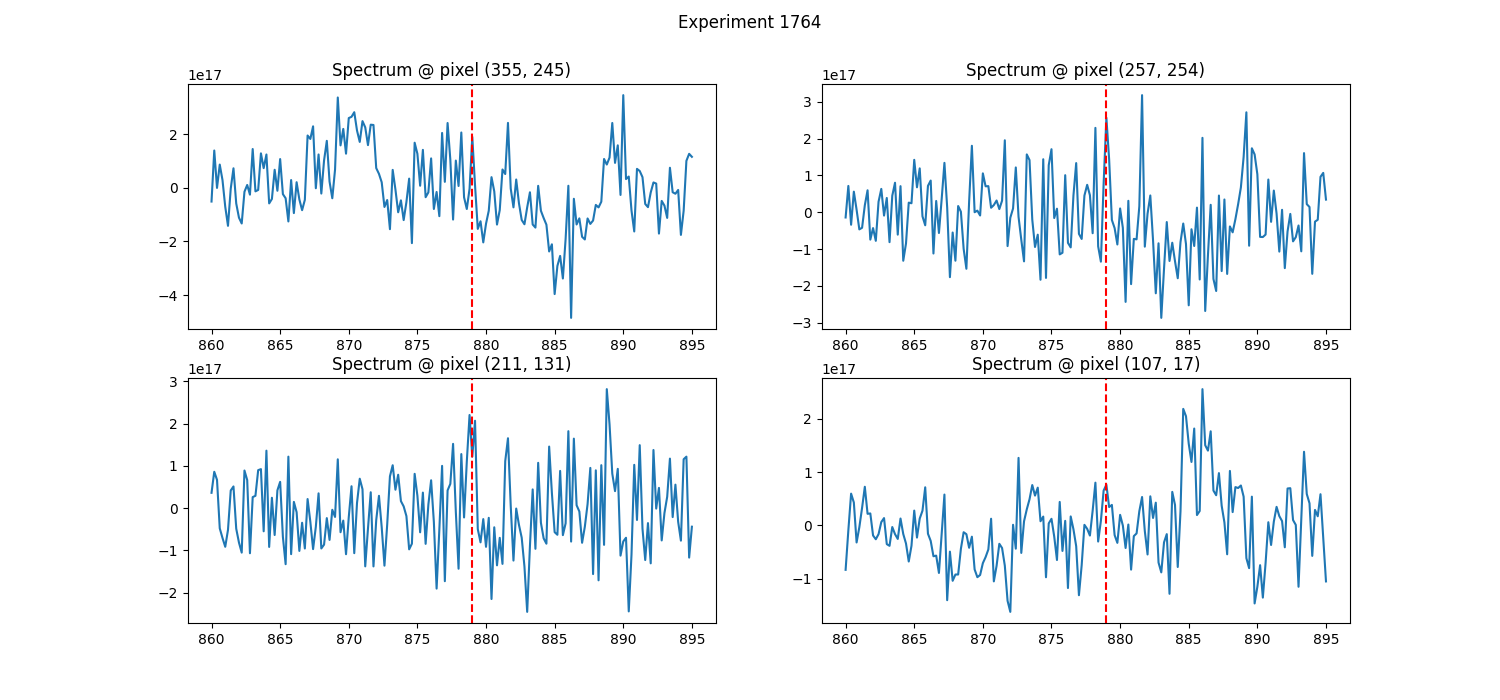 Experiment 1764
Spectrum @ pixel (355, 245)
1e17
2
0
−2
−4
860 865 870 875 880 885 890 895
Spectrum @ pixel (257, 254)
1e17
3
2
1
0
−1
−2
−3
860 865 870 875 880 885 890 895
Spectrum @ pixel (211, 131)
1e17
3
2
1
0
−1
−2
860 865 870 875 880 885 890 895
Spectrum @ pixel (107, 17)
1e17
2
1
0
−1
860 865 870 875 880 885 890 895